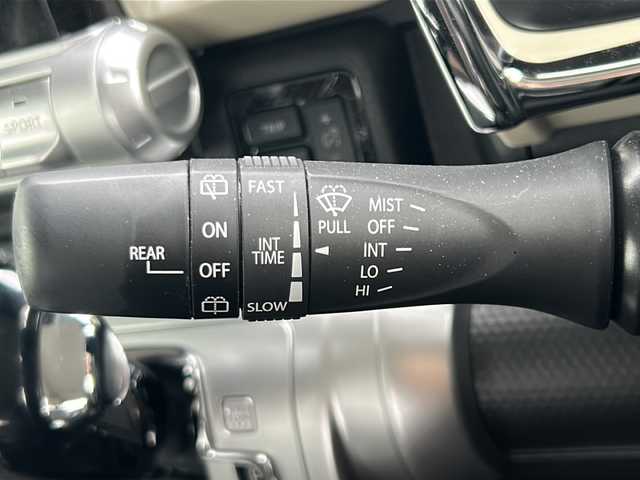 SPORT
REAR
ON
OFF
FAST
INT
TIME
SLOW
PULL
MIST
OFF
INT
LO
HI